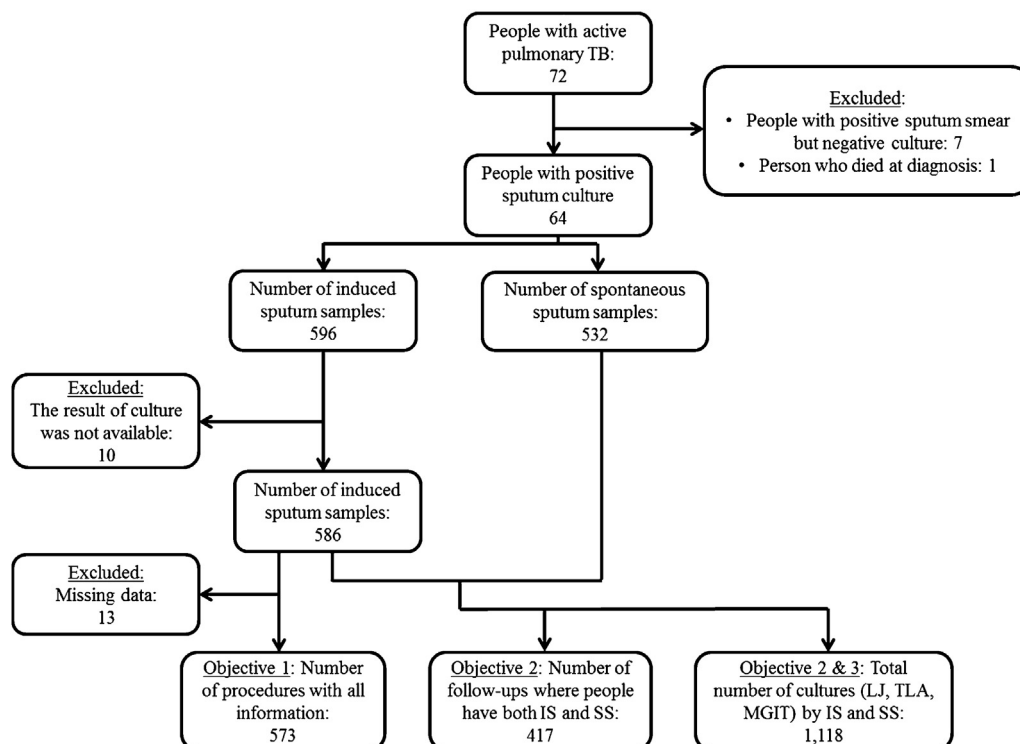 People with active
pulmonary TB:
72
Excluded:
• People with positive sputum smear
but negative culture: 7
• Person who died at diagnosis: 1
People with positive
sputum culture
64
Number of induced
sputum samples:
596
Number of spontaneous
sputum samples:
532
Excluded:
The result of culture
was not available:
10
Number of induced
sputum samples:
586
Excluded:
Missing data:
13
Objective 1: Number
of procedures with all
information:
573
Objective 2: Number of
follow-ups where people
have both IS and SS:
417
Objective 2 & 3: Total
number of cultures (LJ, TLA,
MGIT) by IS and SS:
1,118